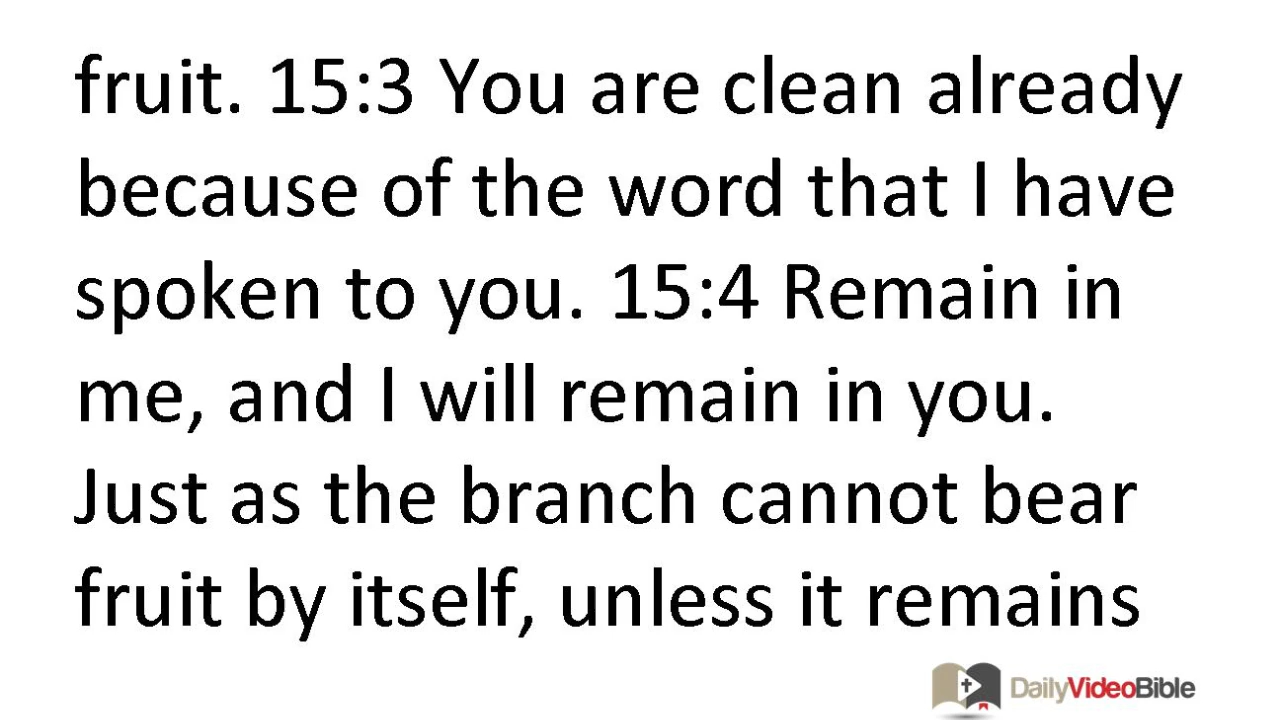 fruit. 15:3 You are clean already
because of the word that I have
spoken to you. 15:4 Remain in
me, and I will remain in you.
Just as the branch cannot bear
fruit by itself, unless it remains
DailyVideoBible